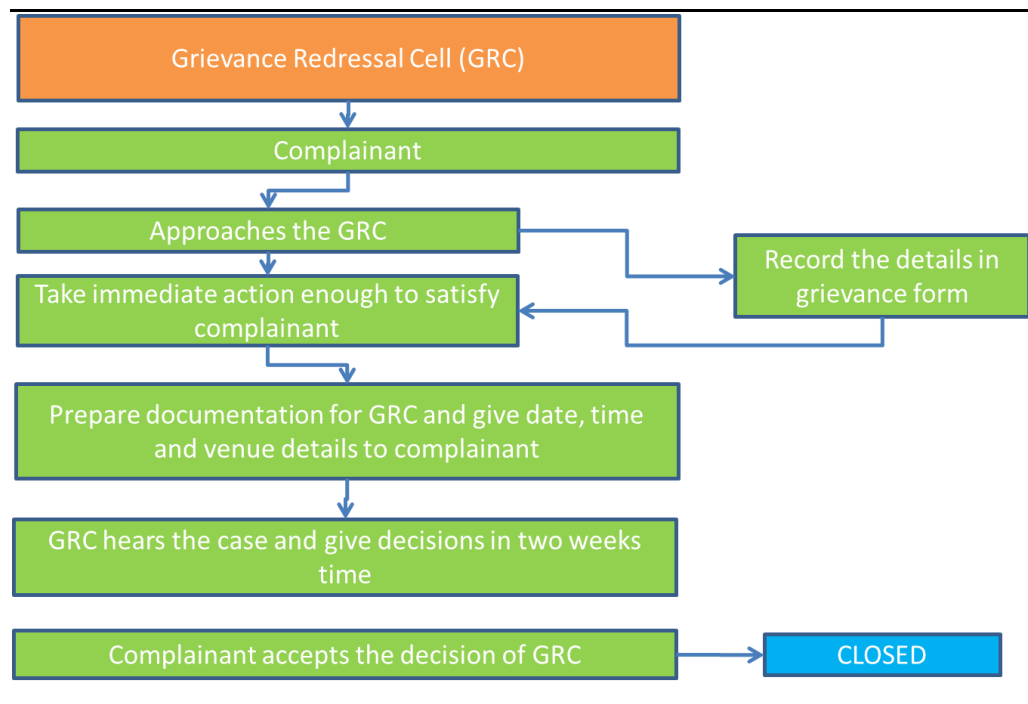 Grievance Redressal Cell (GRC)
Complainant
Approaches the GRC
Record the details in
grievance form
Take immediate action enough to satisfy
complainant
Prepare documentation for GRC and give date, time
and venue details to complainant
GRC hears the case and give decisions in two weeks
time
Complainant accepts the decision of GRC
CLOSED